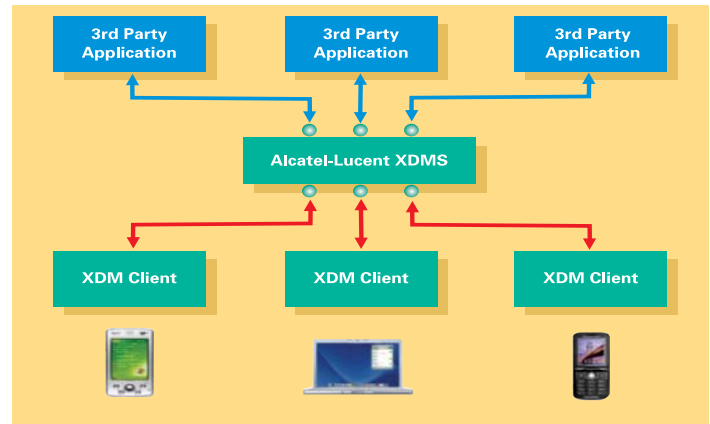 3rd Party
Application
3rd Party
Application
3rd Party
Application
Alcatel-Lucent XDMS
XDM Client
XDM Client
XDM Client